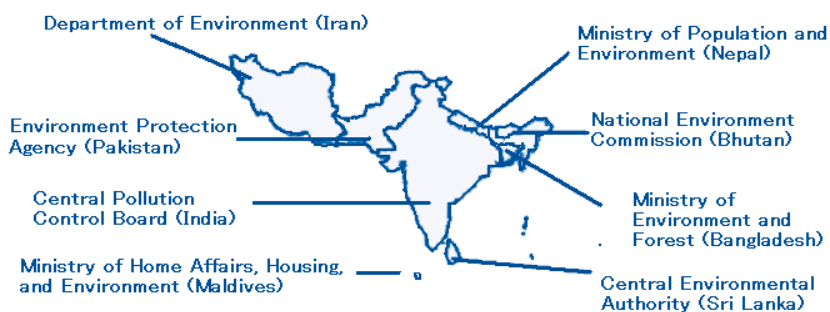 Department of Environment (Iran)
Ministry of Population and
Environment (Nepal)
Environment Protection
Agency (Pakistan)
National Environment
Commission (Bhutan)
Central Pollution
Control Board (India)
Ministry of
Environment and
Forest (Bangladesh)
Ministry of Home Affairs, Housing,
and Environment (Maldives)
Central Environmental
Authority (Sri Lanka)